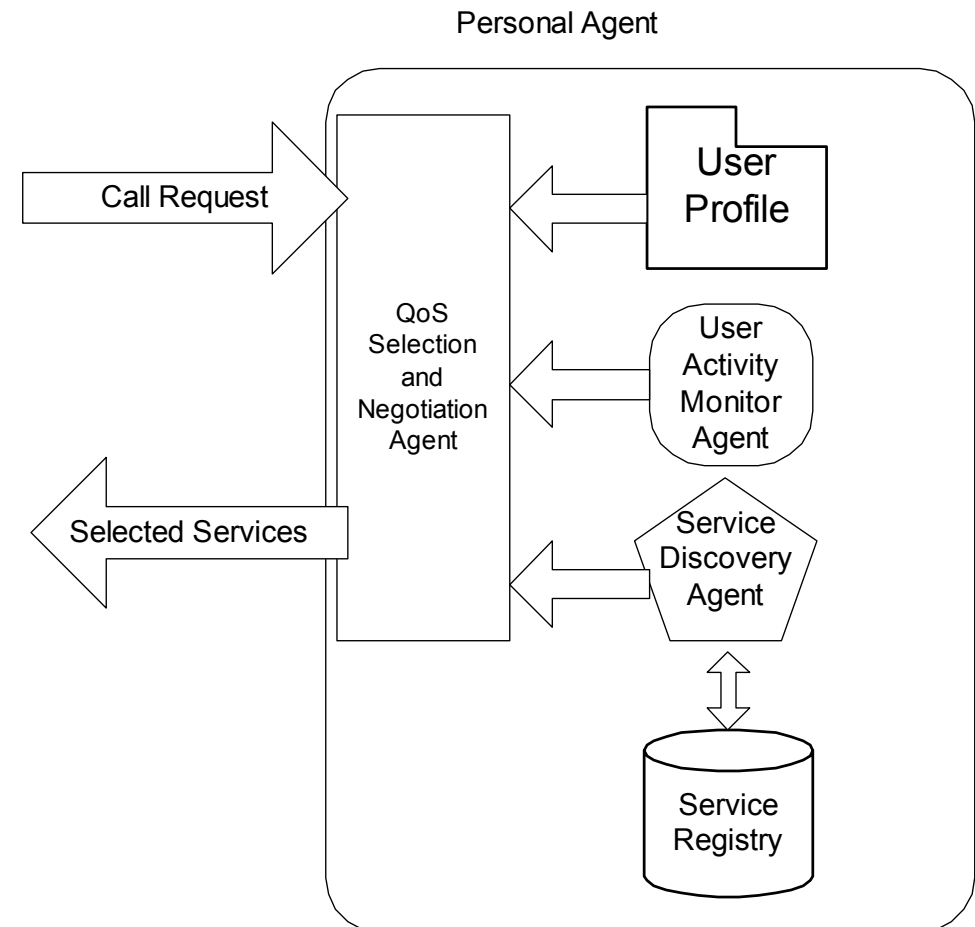 Personal Agent
Call Request
User
Profile
QoS
Selection
and
Negotiation
Agent
User
Activity
Monitor
Agent
Selected Services
Service
Discovery
Agent
Service
Registry